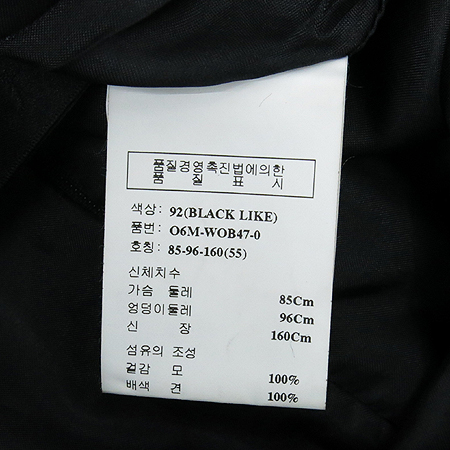 품질경영촉진법에의한
품 질 표 시
색상: 92(BLACK LIKE)
품번: O6M-WOB47-0
호칭: 85-96-160(55)
신체치수
가슴 둘레 85Cm
엉덩이둘레 96Cm
신 장 160Cm
섬유의 조성
겉감 모 100%
배색 견 100%